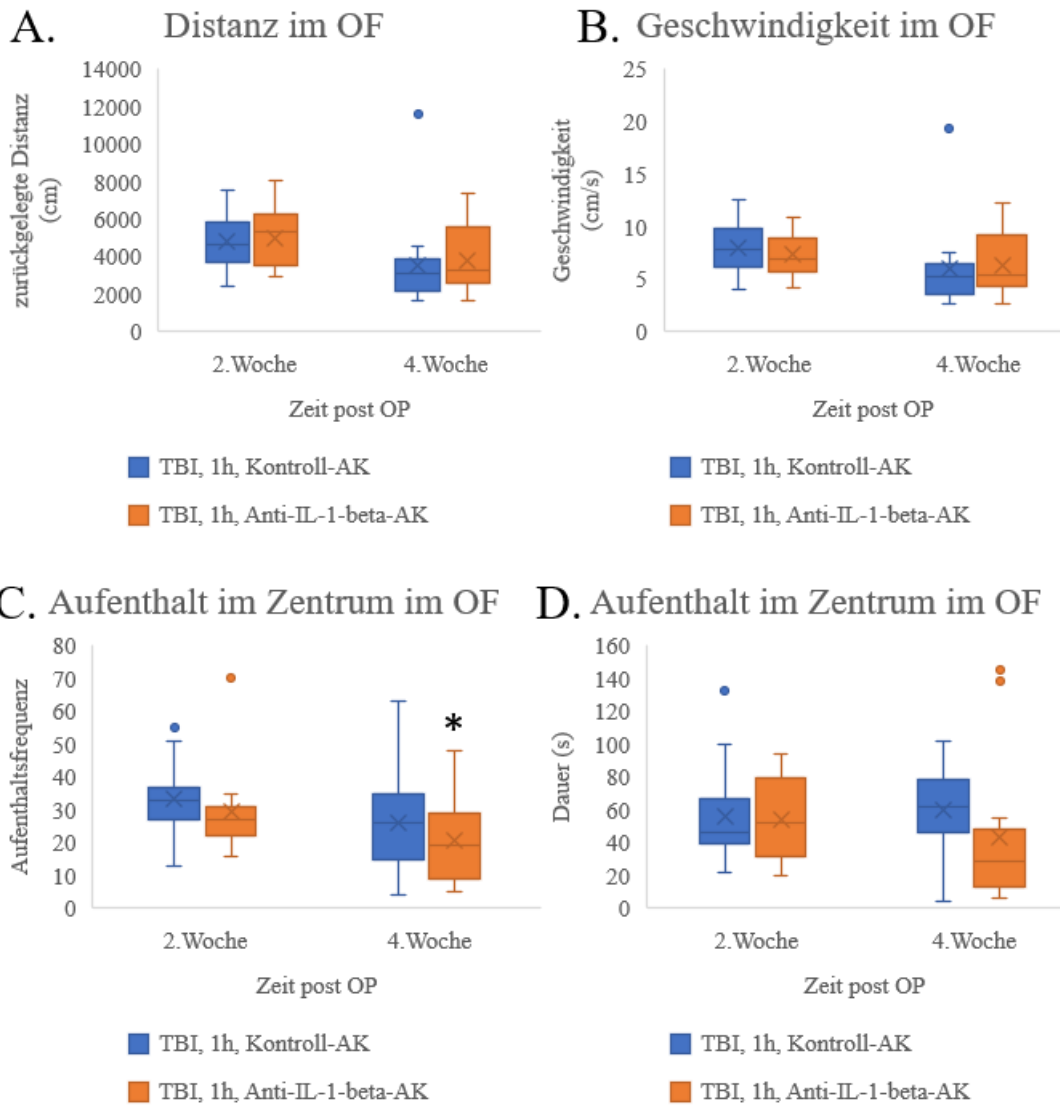 A. Distanz im OF
14000
12000
10000
8000
6000
4000
2000
0
zurückgelegte Distanz
(cm)
2.Woche 4.Woche
Zeit post OP
TBI, 1h, Kontroll-AK
TBI, 1h, Anti-IL-1-beta-AK
B. Geschwindigkeit im OF
25
20
15
10
5
0
Geschwindigkeit
(cm/s)
2.Woche 4.Woche
Zeit post OP
TBI, 1h, Kontroll-AK
TBI, 1h, Anti-IL-1-beta-AK
C. Aufenthalt im Zentrum im OF
80
70
60
50
40
30
20
10
0
Aufenthaltsfrequenz
*
2.Woche 4.Woche
Zeit post OP
TBI, 1h, Kontroll-AK
TBI, 1h, Anti-IL-1-beta-AK
D. Aufenthalt im Zentrum im OF
160
140
120
100
80
60
40
20
0
Dauer (s)
2.Woche 4.Woche
Zeit post OP
TBI, 1h, Kontroll-AK
TBI, 1h, Anti-IL-1-beta-AK